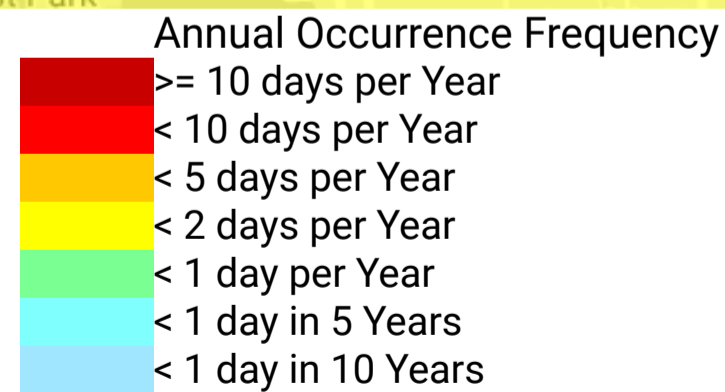 Park
Annual Occurrence Frequency
>= 10 days per Year
< 10 days per Year
< 5 days per Year
< 2 days per Year
< 1 day per Year
< 1 day in 5 Years
< 1 day in 10 Years